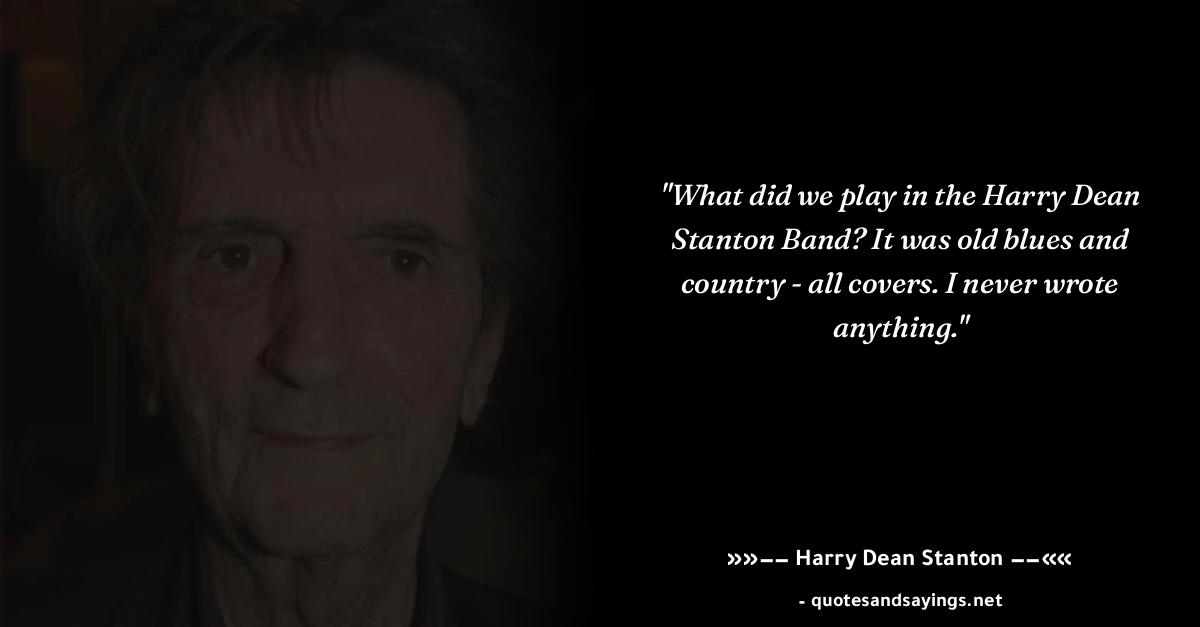 "What did we play in the Harry Dean
Stanton Band? It was old blues and
country - all covers. I never wrote
anything."
»»−− Harry Dean Stanton −−««
- quotesandsayings.net